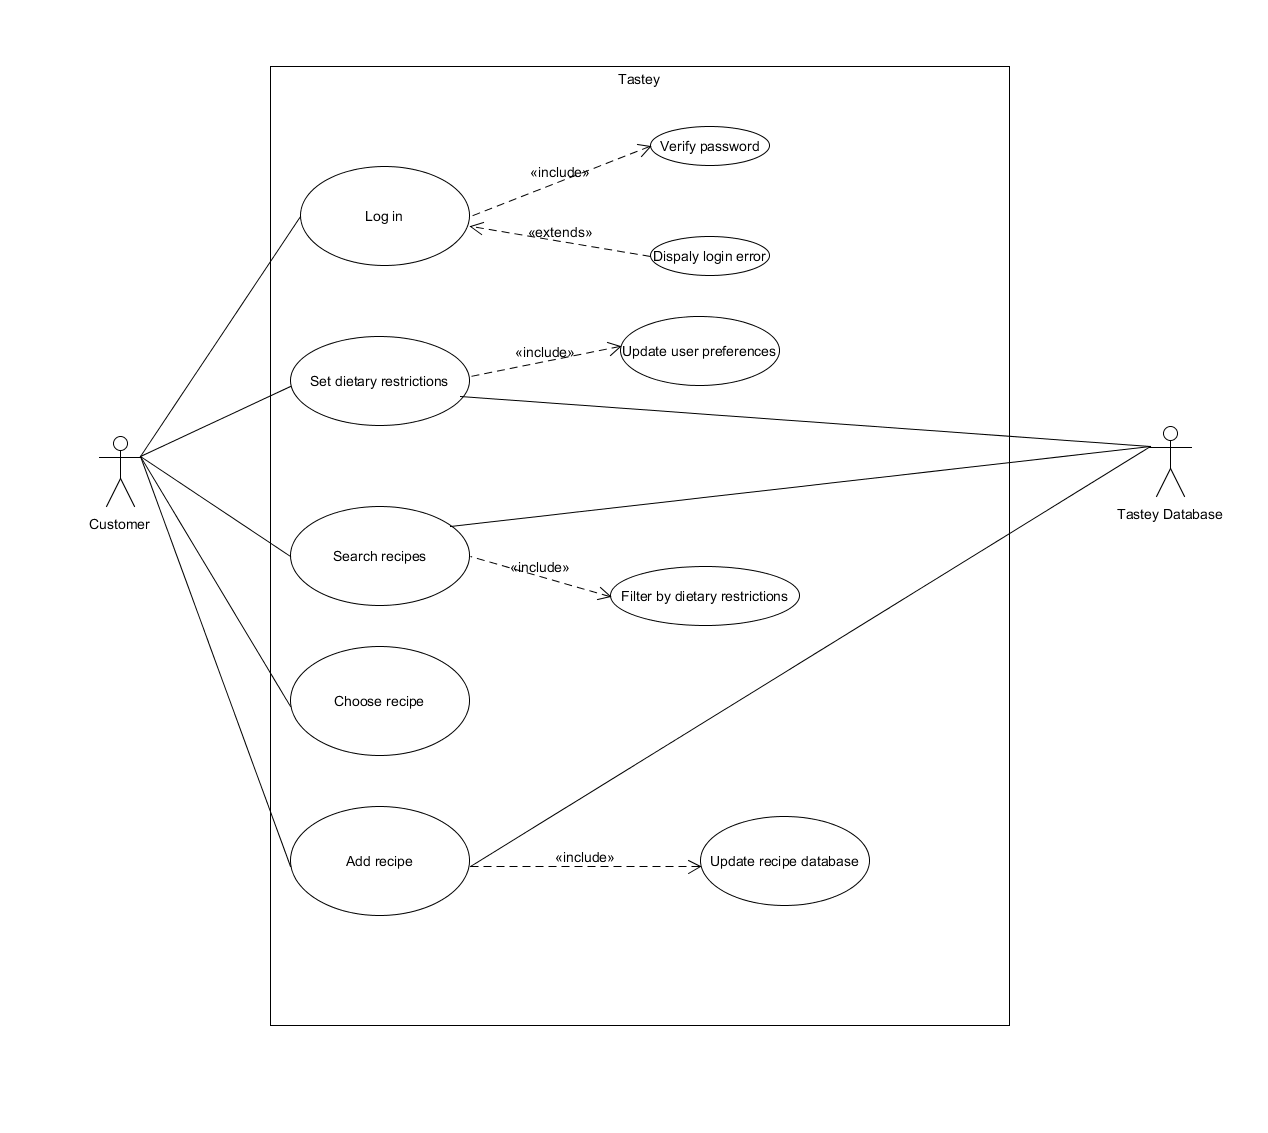 Tastey
Verify password
«include»
Log in
«extends»
Dispaly login error
«include»
Update user preferences
Set dietary restrictions
Customer
Tastey Database
Search recipes
«include»
Filter by dietary restrictions
Choose recipe
Add recipe
«include»
Update recipe database